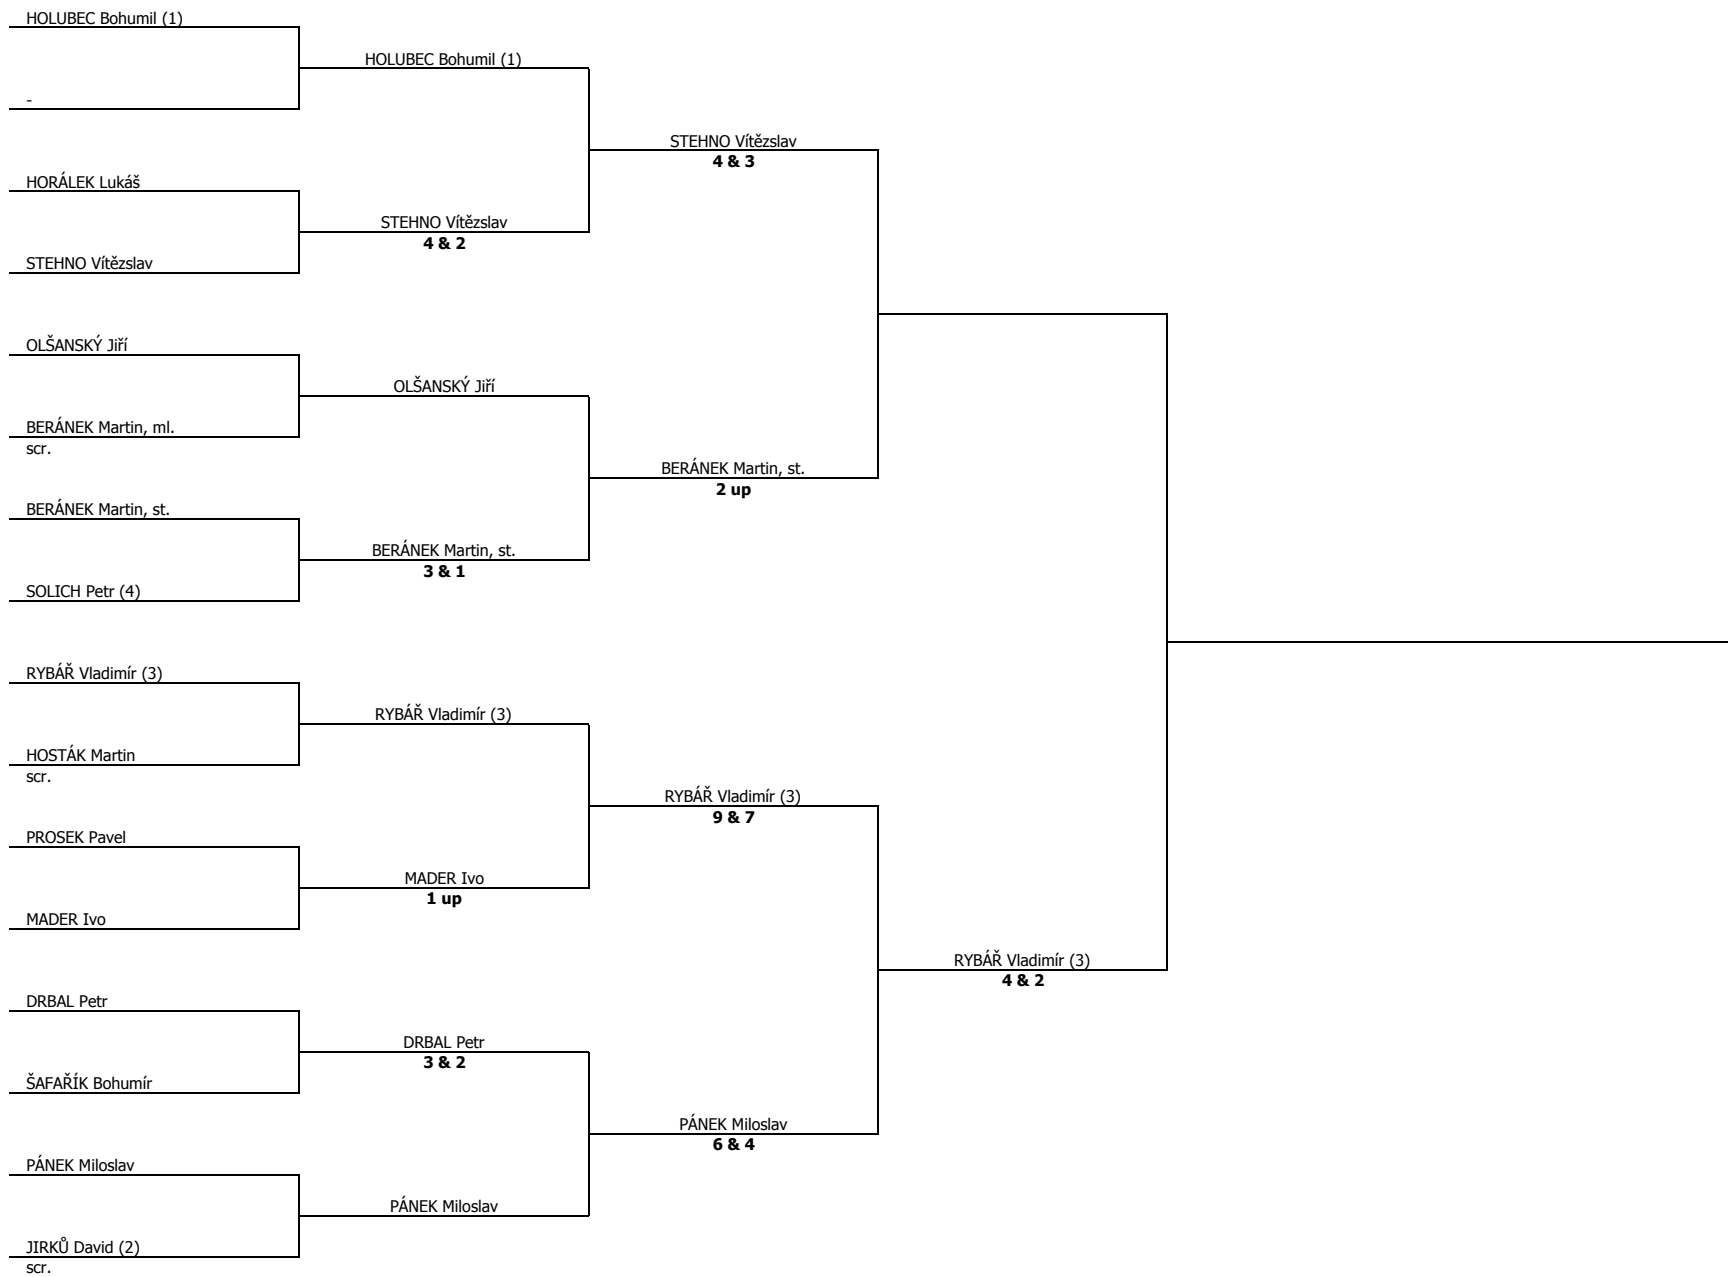 HOLUBEC Bohumil (1)
-
HORÁLEK Lukáš
STEHNO Vítězslav
OLŠANSKÝ Jiří
BERÁNEK Martin, ml.
scr.
BERÁNEK Martin, st.
SOLICH Petr (4)
RYBÁŘ Vladimír (3)
HOSTÁK Martin
scr.
PROSEK Pavel
MADER Ivo
DRBAL Petr
ŠAFAŘÍK Bohumír
PÁNEK Miloslav
JIRKŮ David (2)
scr.
HOLUBEC Bohumil (1)
STEHNO Vítězslav
4 & 2
OLŠANSKÝ Jiří
BERÁNEK Martin, st.
3 & 1
RYBÁŘ Vladimír (3)
MADER Ivo
1 up
DRBAL Petr
3 & 2
PÁNEK Miloslav
STEHNO Vítězslav
4 & 3
BERÁNEK Martin, st.
2 up
RYBÁŘ Vladimír (3)
9 & 7
PÁNEK Miloslav
6 & 4
RYBÁŘ Vladimír (3)
4 & 2